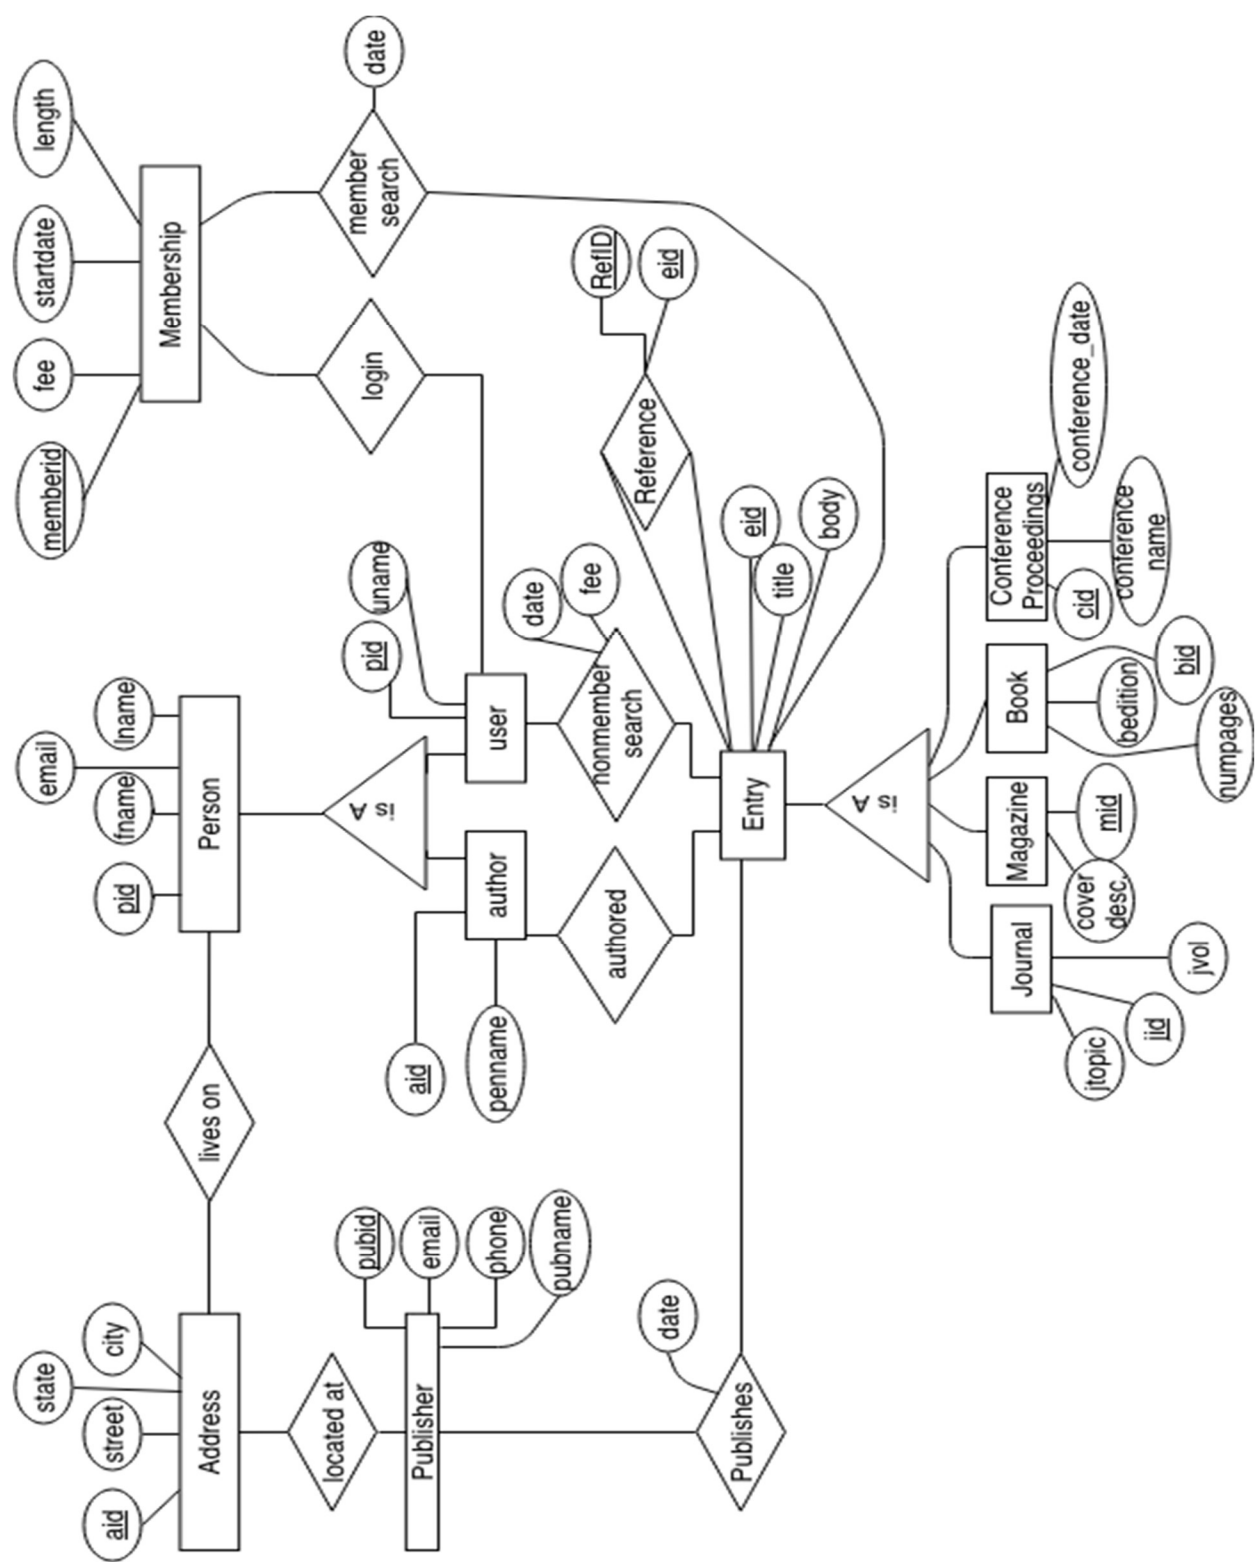 aid
street
state
city
Address
lives on
pid
fname
email
lname
Person
memberid
fee
startdate
length
Membership
located at
pubid
email
phone
pubname
Publisher
is
A
pid
uname
login
member
search
date
aid
penname
author
user
date
fee
nonmember
search
authored
RefID
eid
Reference
date
Publishes
Entry
eid
title
body
is
A
Journal
Magazine
Book
Conference
Proceedings
jtopic
jid
jvol
cover
desc.
mid
numpages
bedition
bid
cid
conference
name
conference_date